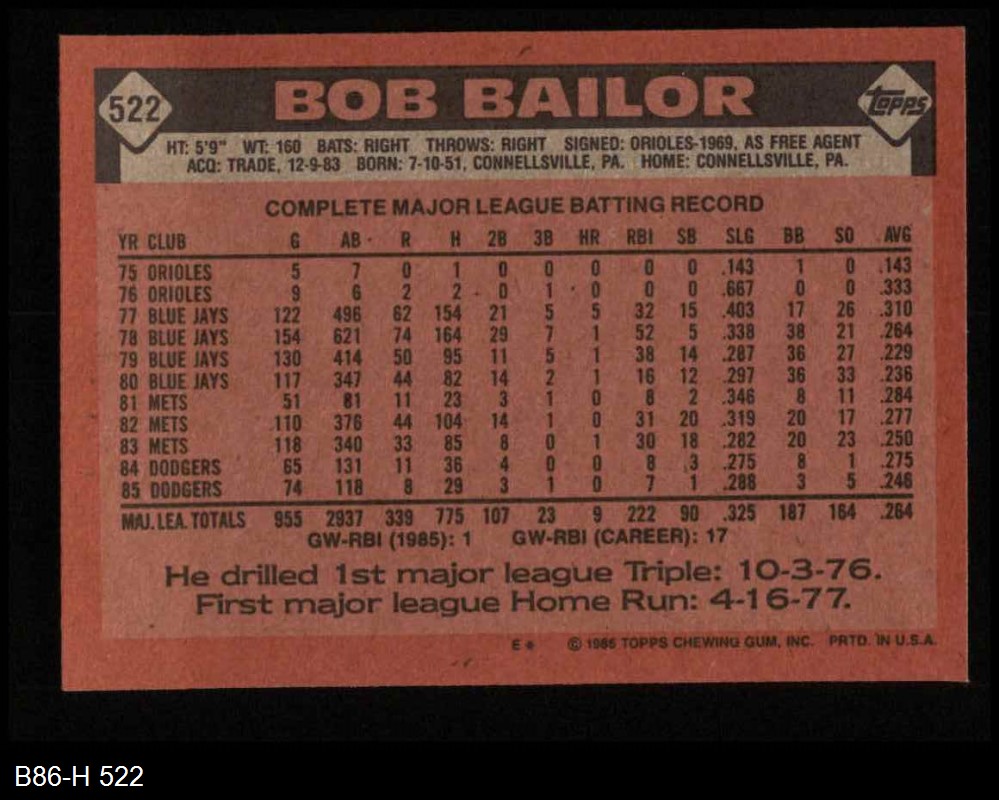 522 BOB BAILOR Topps
HT: 5'9" WT: 160 BATS: RIGHT THROWS: RIGHT SIGNED: ORIOLES-1969, AS FREE AGENT
ACQ: TRADE, 12-9-83 BORN: 7-10-51, CONNELLSVILLE, PA. HOME: CONNELLSVILLE, PA.
COMPLETE MAJOR LEAGUE BATTING RECORD
YR CLUB G AB R H 2B 3B HR RBI SB SLG BB SO AVG
75 ORIOLES 5 7 0 1 0 0 0 0 0 .143 1 0 .143
76 ORIOLES 9 6 2 2 0 1 0 0 0 .667 0 0 .333
77 BLUE JAYS 122 496 62 154 21 5 5 32 15 .403 17 26 .310
78 BLUE JAYS 154 621 74 164 29 7 1 52 5 .338 38 21 .264
79 BLUE JAYS 130 414 50 95 11 5 1 38 14 .287 36 27 .229
80 BLUE JAYS 117 347 44 82 14 2 1 16 12 .297 36 33 .236
81 METS 51 81 11 23 3 1 0 8 2 .346 8 11 .284
82 METS 110 376 44 104 14 1 0 31 20 .319 20 17 .277
83 METS 118 340 33 85 8 0 1 30 18 .282 20 23 .250
84 DODGERS 65 131 11 36 4 0 0 8 3 .275 8 1 .275
85 DODGERS 74 118 8 29 3 1 0 7 1 .288 3 5 .246
MAJ. LEA. TOTALS 955 2937 339 775 107 23 9 222 90 .325 187 164 .264
GW-RBI (1985): 1 GW-RBI (CAREER): 17
He drilled 1st major league Triple: 10-3-76.
First major league Home Run: 4-16-77.
E * © 1986 TOPPS CHEWING GUM, INC. PRTD. IN U.S.A.
B86-H 522